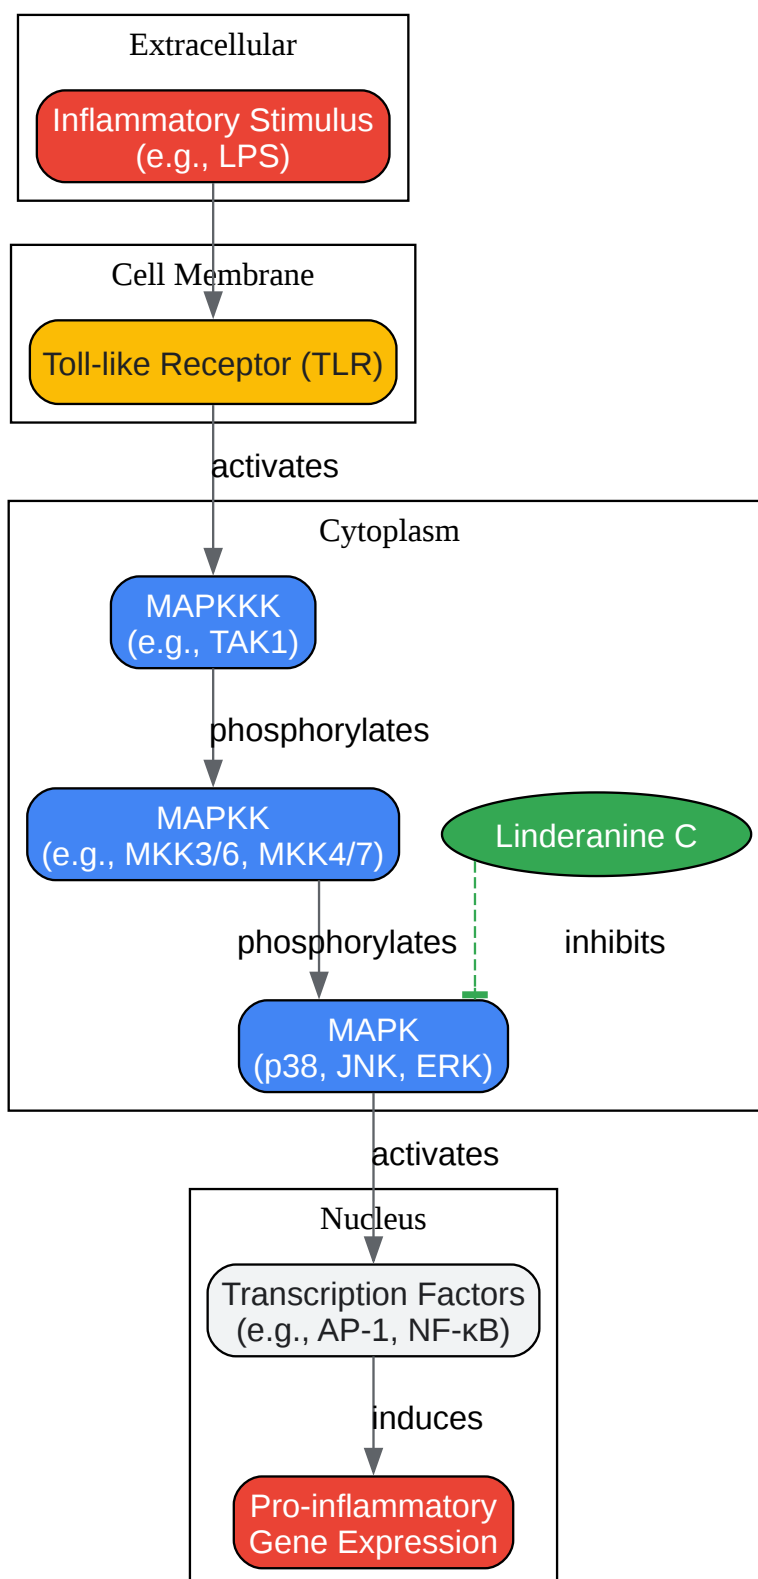 Extracellular
Inflammatory Stimulus
(e.g., LPS)
Cell Membrane
Toll-like Receptor (TLR)
activates
Cytoplasm
MAPKKK
(e.g., TAK1)
phosphorylates
MAPKK
(e.g., MKK3/6, MKK4/7)
Linderanine C
phosphorylates
inhibits
MAPK
(p38, JNK, ERK)
activates
Nucleus
Transcription Factors
(e.g., AP-1, NF-κB)
induces
Pro-inflammatory
Gene Expression